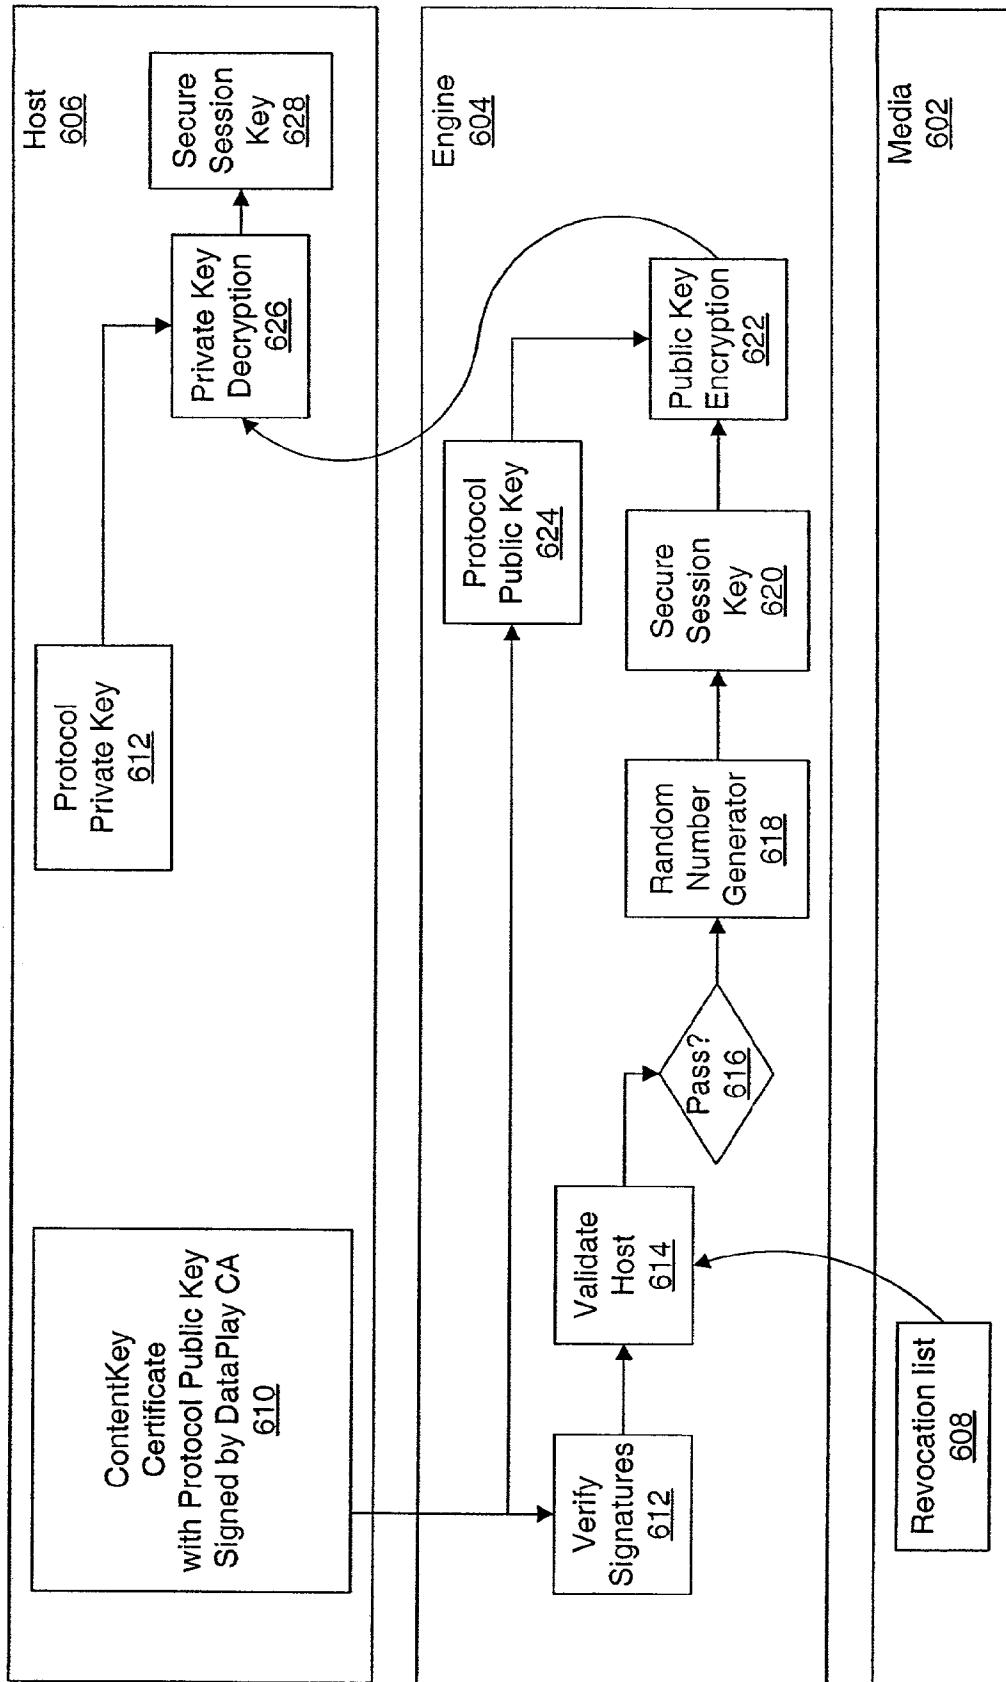 Host
606
ContentKey
Certificate
with Protocol Public Key
Signed by DataPlay CA
610
Protocol
Private Key
612
Private Key
Decryption
626
Secure
Session
Key
628
Engine
604
Verify
Signatures
612
Validate
Host
614
Pass?
616
Random
Number
Generator
618
Secure
Session
Key
620
Protocol
Public Key
624
Public Key
Encryption
622
Media
602
Revocation list
608